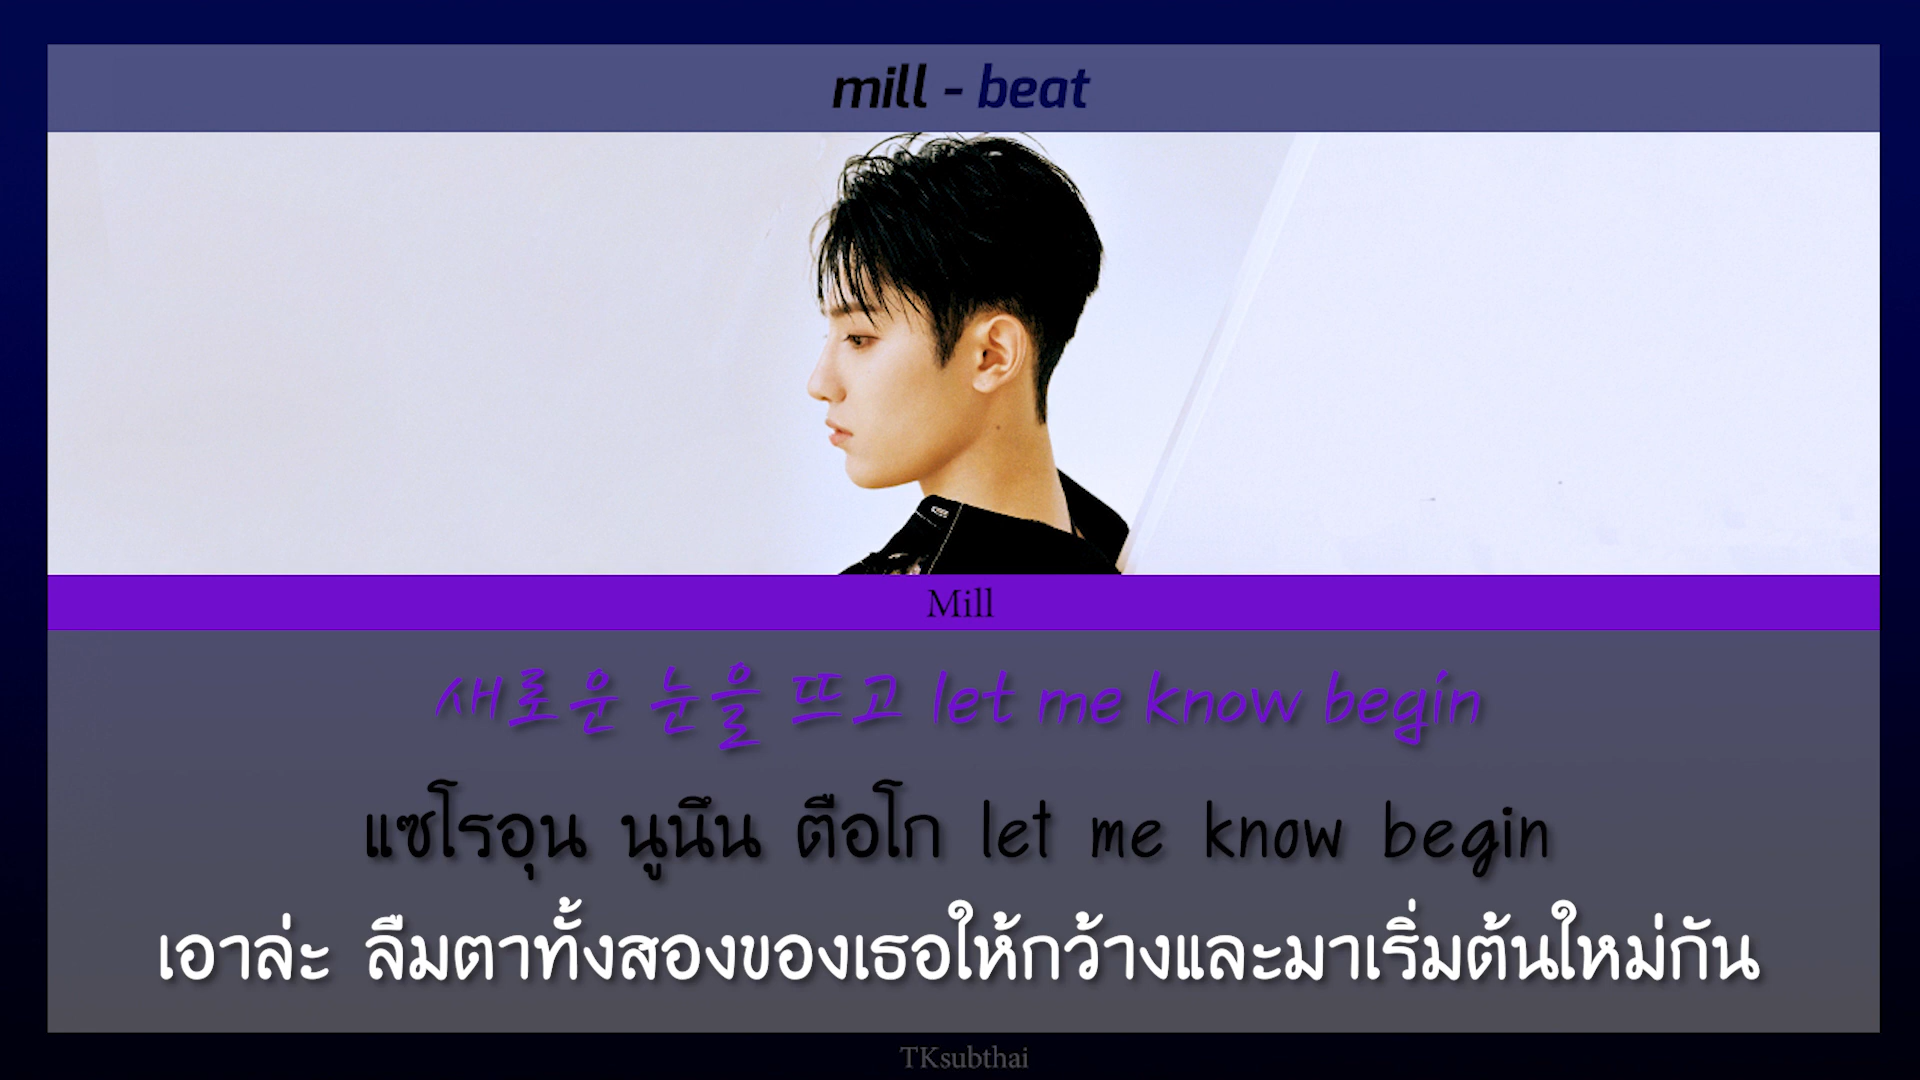 mill - beat
Mill
새로운 눈을 뜨고 let me know begin
แซโรอุน นูนึน ตือโก let me know begin
เอาล่ะ ลืมตาทั้งสองของเธอให้กว้างและมาเริ่มต้นใหม่กัน
TKsubthai